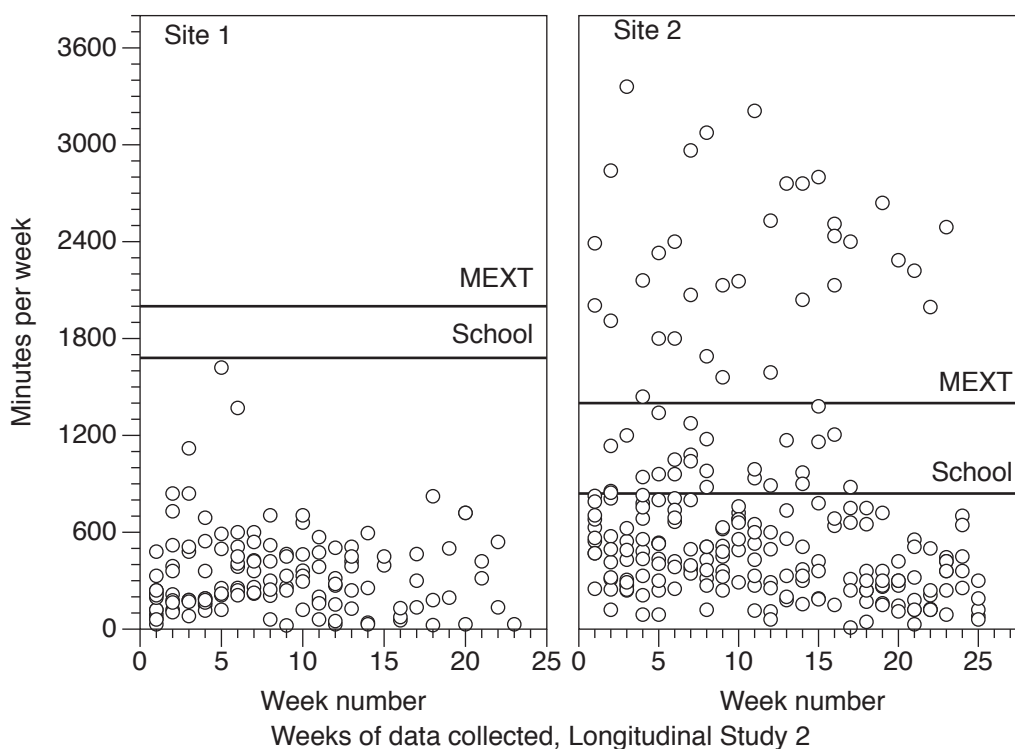 Site 1
Site 2
Minutes per week
3600
3000
2400
1800
1200
600
0
MEXT
School
MEXT
School
0 5 10 15 20 25
0 5 10 15 20 25
Week number
Week number
Weeks of data collected, Longitudinal Study 2